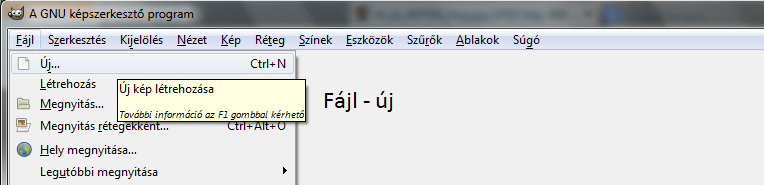 A GNU képszerkesztő program
Fájl Szerkesztés Kijelölés Nézet Kép Réteg Színek Eszközök Szűrők Ablakok Súgó
Új... Ctrl+N
Létrehozás
Új kép létrehozása
Megnyitás...
További információ az F1 gombbal kérhető
Fájl - új
Megnyitás rétegekként... Ctrl+Alt+O
Hely megnyitása...
Legutóbbi megnyitása